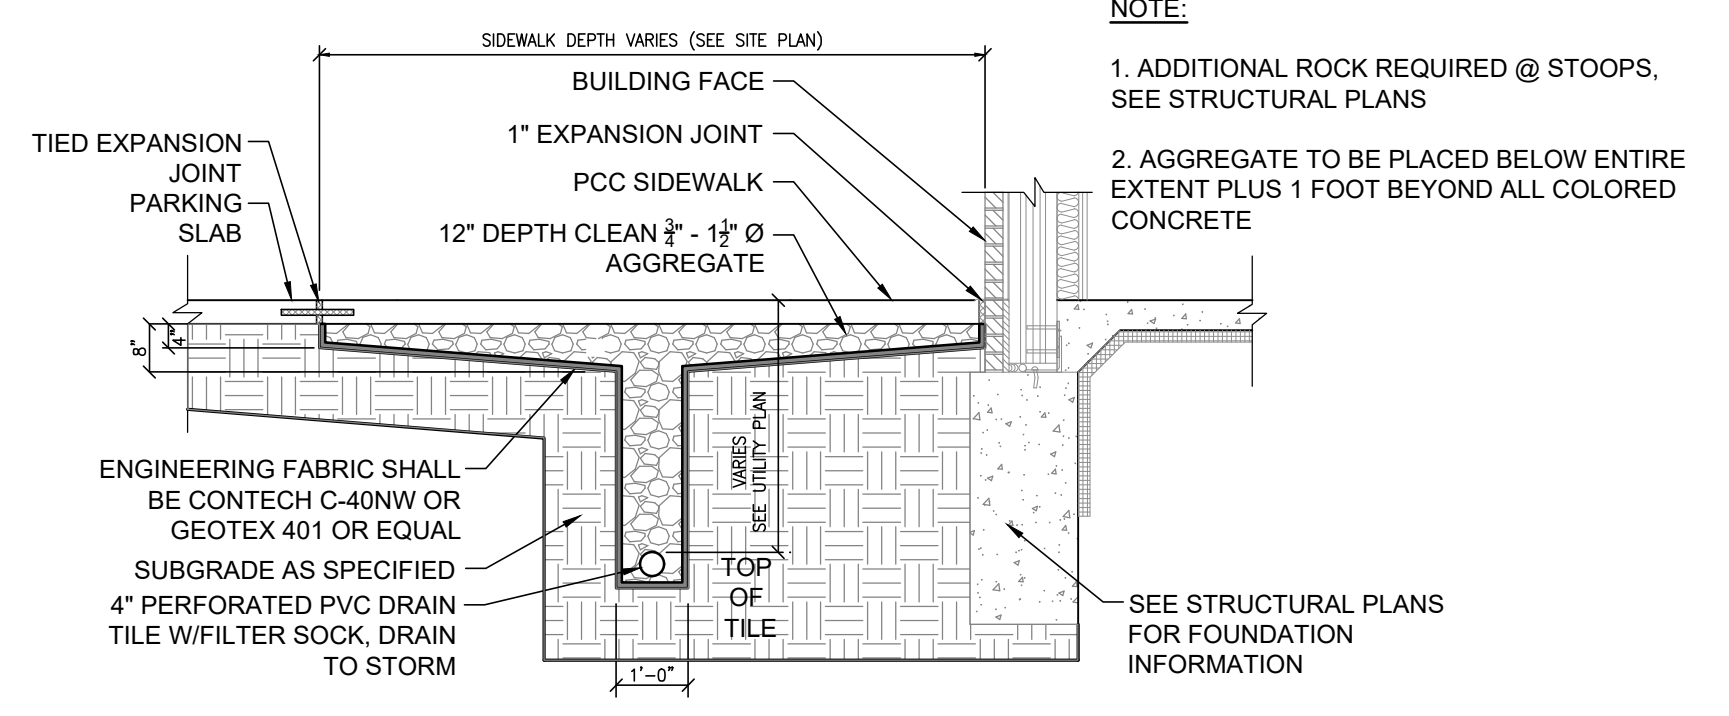 NOTE:
SIDEWALK DEPTH VARIES (SEE SITE PLAN)
BUILDING FACE
1" EXPANSION JOINT
PCC SIDEWALK
12" DEPTH CLEAN 3/4" - 1 1/2" Ø
AGGREGATE
1. ADDITIONAL ROCK REQUIRED @ STOOPS,
SEE STRUCTURAL PLANS
2. AGGREGATE TO BE PLACED BELOW ENTIRE
EXTENT PLUS 1 FOOT BEYOND ALL COLORED
CONCRETE
TIED EXPANSION
JOINT
PARKING
SLAB
8"
4"
VARIES
SEE UTILITY PLAN
ENGINEERING FABRIC SHALL
BE CONTECH C-40NW OR
GEOTEX 401 OR EQUAL
SUBGRADE AS SPECIFIED
4" PERFORATED PVC DRAIN
TILE W/FILTER SOCK, DRAIN
TO STORM
TOP
OF
TILE
1'-0"
SEE STRUCTURAL PLANS
FOR FOUNDATION
INFORMATION